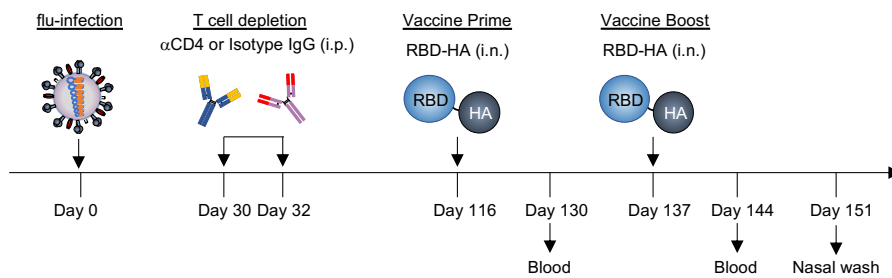 flu-infection
T cell depletion
αCD4 or Isotype IgG (i.p.)
Vaccine Prime
RBD-HA (i.n.)
Vaccine Boost
RBD-HA (i.n.)
RBD
HA
RBD
HA
Day 0
Day 30
Day 32
Day 116
Day 130
Day 137
Day 144
Day 151
Blood
Blood
Nasal wash